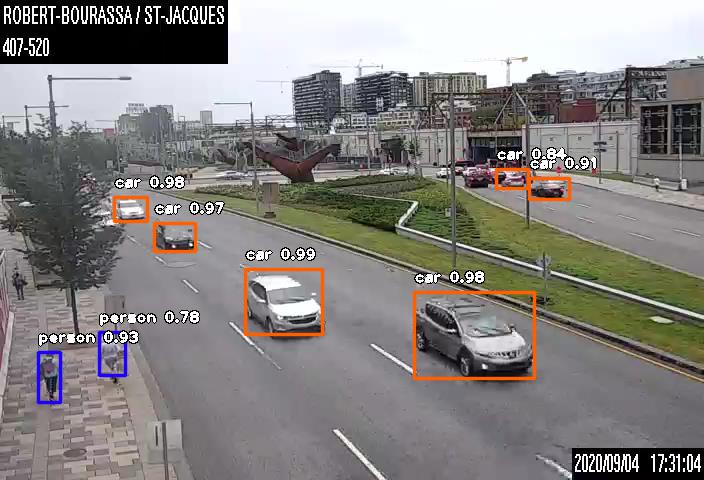 ROBERT-BOURASSA / ST-JACQUES
407-520
car 0.84
car 0.91
car 0.98
car 0.97
car 0.99
car 0.98
person 0.78
person 0.93
2020/09/04 17:31:04